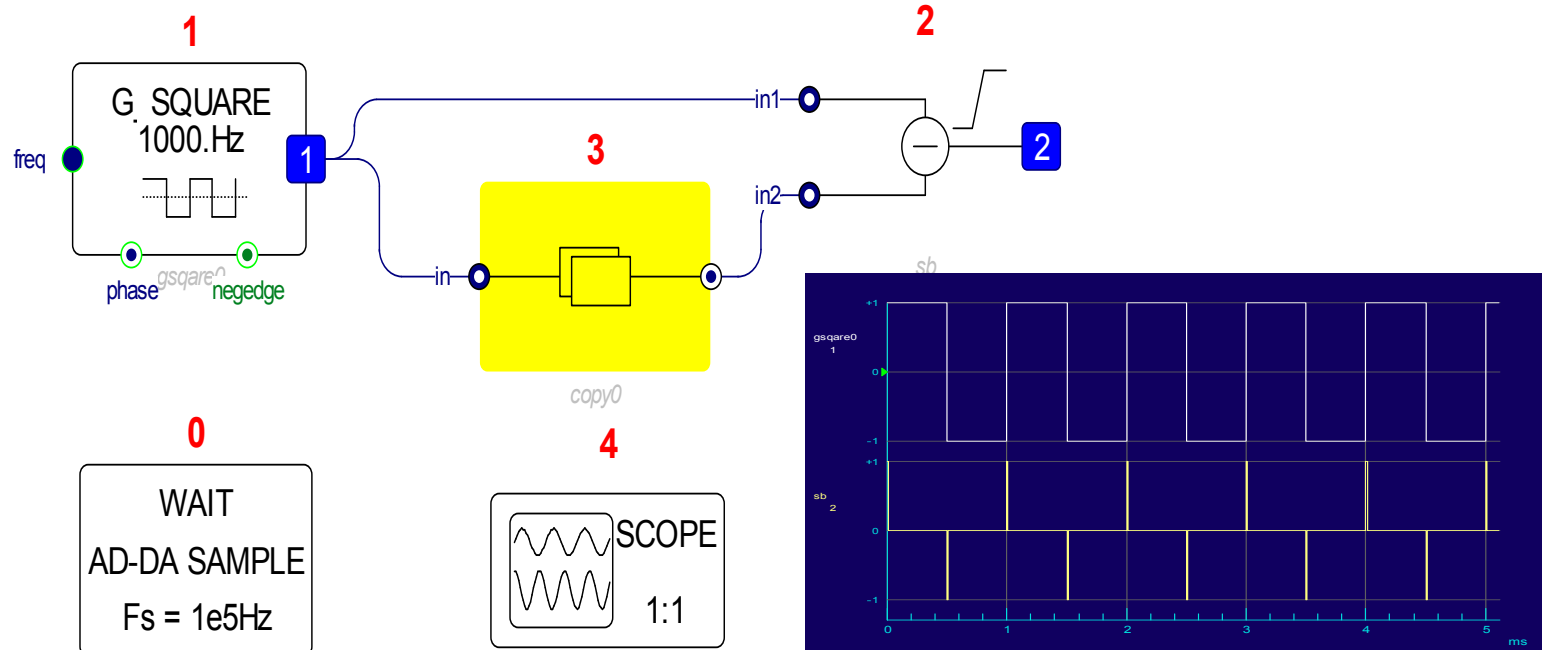 1
G_SQUARE
1000.Hz
freq
1
phase
negedge
gsqare0
2
in1
in2
2
sb
3
in
copy0
0
WAIT
AD-DA SAMPLE
Fs = 1e5Hz
4
SCOPE
1:1
+1
gsqare0
1
0
-1
+1
sb
2
0
-1
0 1 2 3 4 5
ms